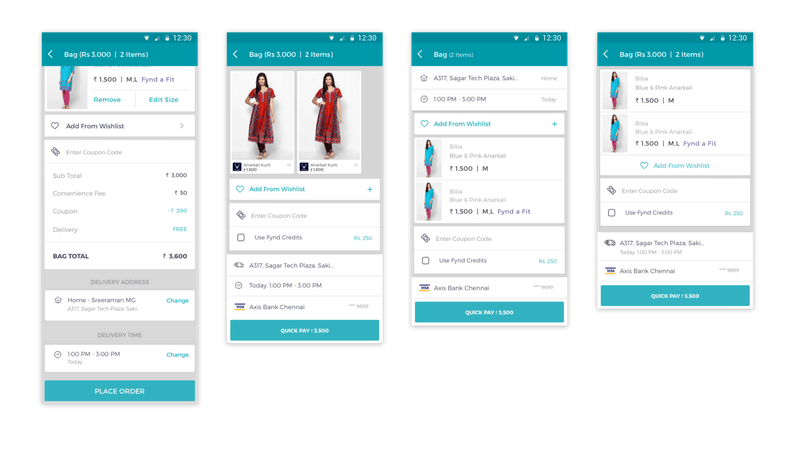 12:30
Bag (Rs 3,000 | 2 Items)
₹ 1,500 | M,L Fynd a Fit
Remove Edit Size
Add From Wishlist
Enter Coupon Code
Sub Total ₹ 3,000
Convenience Fee ₹ 50
Coupon -₹ 200
Delivery FREE
BAG TOTAL ₹ 3,600
DELIVERY ADDRESS
Home - Sreeraman MG Change
A317, Sagar Tech Plaza, Saki..
DELIVERY TIME
1:00 PM - 3:00 PM Change
Today
PLACE ORDER
12:30
Bag (Rs 3,000 | 2 Items)
Anarkali Kurti
₹ 1,500
Anarkali Kurti
₹ 1,500
Add From Wishlist +
Enter Coupon Code
Use Fynd Credits Rs 250
A317, Sagar Tech Plaza, Saki...
Today, 1:00 PM - 3:00 PM
VISA Axis Bank Chennai **** 9699
QUICK PAY ₹ 3,500
12:30
Bag (2 Items)
A317, Sagar Tech Plaza, Saki... Home
1:00 PM - 3:00 PM Today
Add From Wishlist +
Biba
Blue & Pink Anarkali
₹ 1,500 | M
Biba
Blue & Pink Anarkali
₹ 1,500 | M,L Fynd a Fit
Enter Coupon Code
Use Fynd Credits Rs 250
VISA Axis Bank Chennai **** 9699
QUICK PAY ₹ 3,500
12:30
Bag (Rs 3,000 | 2 Items)
Biba
Blue & Pink Anarkali
₹ 1,500 | M
Biba
Blue & Pink Anarkali
₹ 1,500 | M,L Fynd a Fit
Add From Wishlist
Enter Coupon Code
Use Fynd Credits Rs 250
A317, Sagar Tech Plaza, Saki...
Today, 1:00 PM - 3:00 PM
VISA Axis Bank Chennai **** 9699
QUICK PAY ₹ 3,500